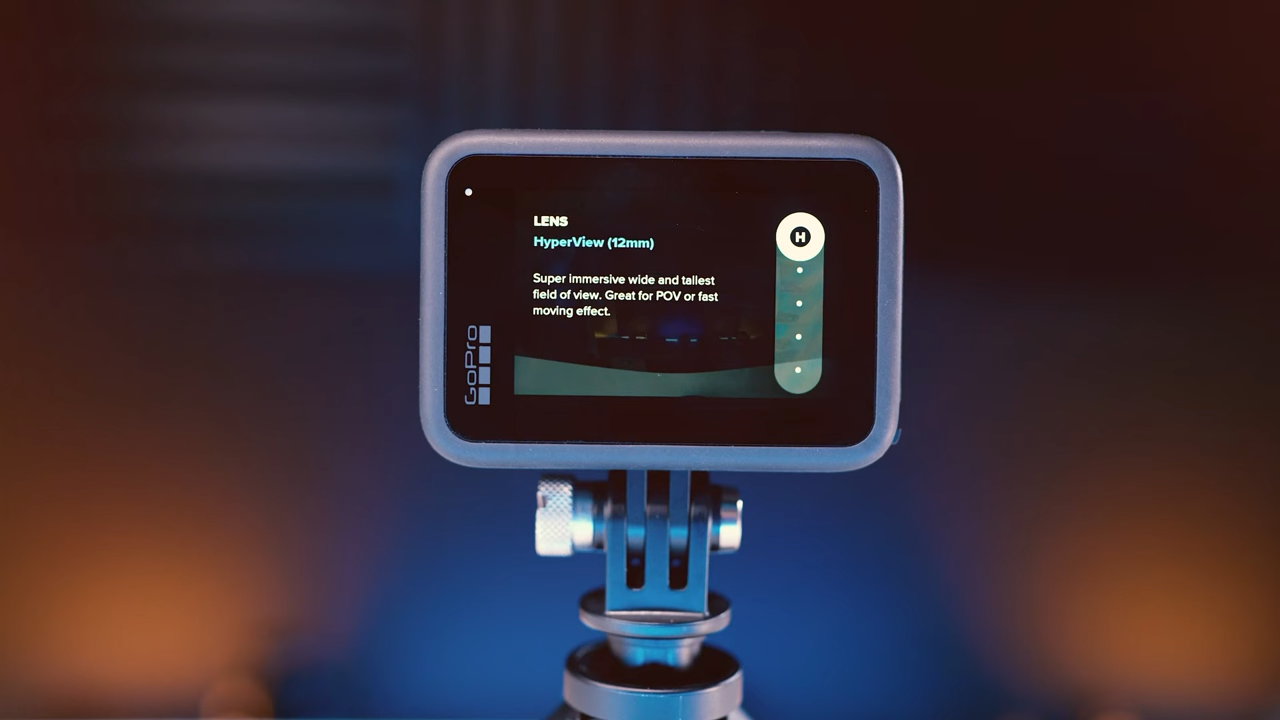 LENS
HyperView (12mm)
Super immersive wide and tallest
field of view. Great for POV or fast
moving effect.
H
GoPro